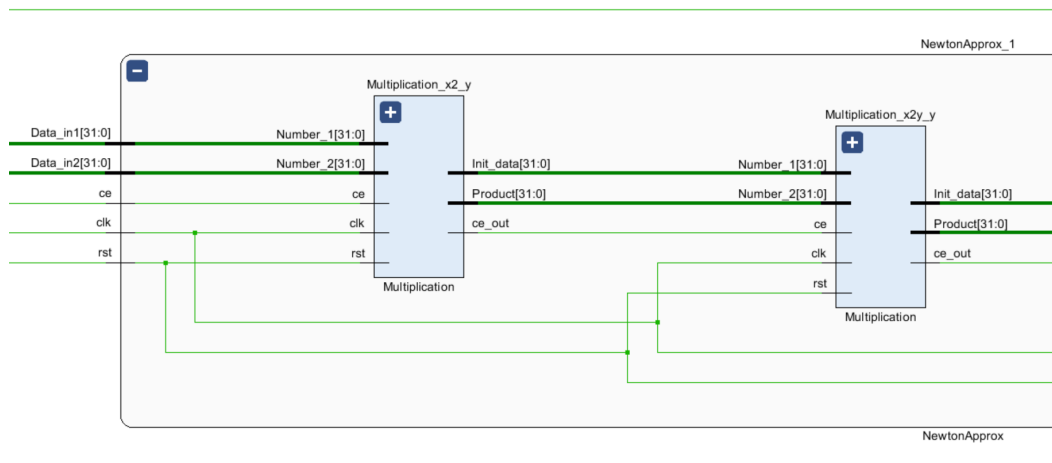 NewtonApprox_1
Multiplication_x2_y
Multiplication_x2y_y
Data_in1[31:0]
Number_1[31:0]
Data_in2[31:0]
Number_2[31:0]
Init_data[31:0]
Number_1[31:0]
ce
ce
Product[31:0]
Number_2[31:0]
Init_data[31:0]
clk
clk
ce_out
ce
Product[31:0]
rst
rst
clk
ce_out
Multiplication
rst
Multiplication
NewtonApprox